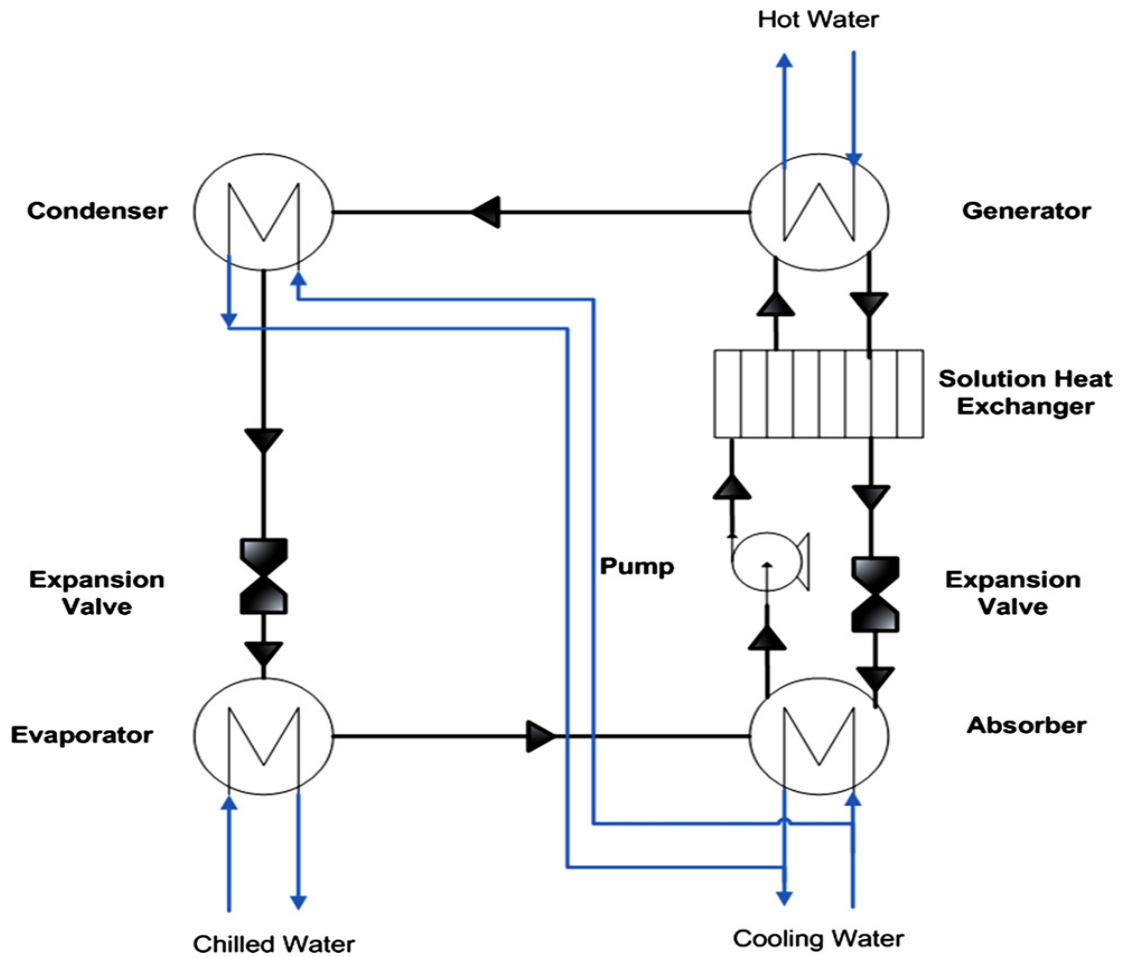 Hot Water
Condenser
Generator
Solution Heat
Exchanger
Expansion
Valve
Pump
Expansion
Valve
Evaporator
Absorber
Chilled Water
Cooling Water